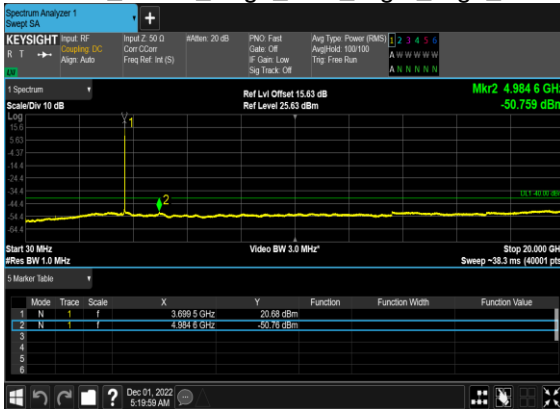 Spectrum Analyzer 1
Swept SA
+
KEYSIGHT Input: RF Input Z: 50 Ω #Atten: 20 dB PNO: Fast Avg Type: Power (RMS) 1 2 3 4 5 6
R T Coupling: DC Corr CCorr Gate: Off Avg|Hold: 100/100 A W W W W W
Align: Auto Freq Ref: Int (S) IF Gain: Low Trig: Free Run
Sig Track: Off A N N N N N
1 Spectrum Ref Lvl Offset 15.63 dB Mkr2 4.984 6 GHz
Scale/Div 10 dB Ref Level 25.63 dBm -50.759 dBm
Log
15.6
5.63
-4.37
-14.4
-24.4
-34.4
-44.4
-54.4
-64.4
1
2
DL1 -40.00 dBm
Start 30 MHz Video BW 3.0 MHz* Stop 20.000 GHz
#Res BW 1.0 MHz Sweep ~38.3 ms (40001 pts)
5 Marker Table
Mode Trace Scale X Y Function Function Width Function Value
1 N 1 f 3.699 5 GHz 20.68 dBm
2 N 1 f 4.984 6 GHz -50.76 dBm
3
4
5
6
? Dec 01, 2022
5:19:59 AM